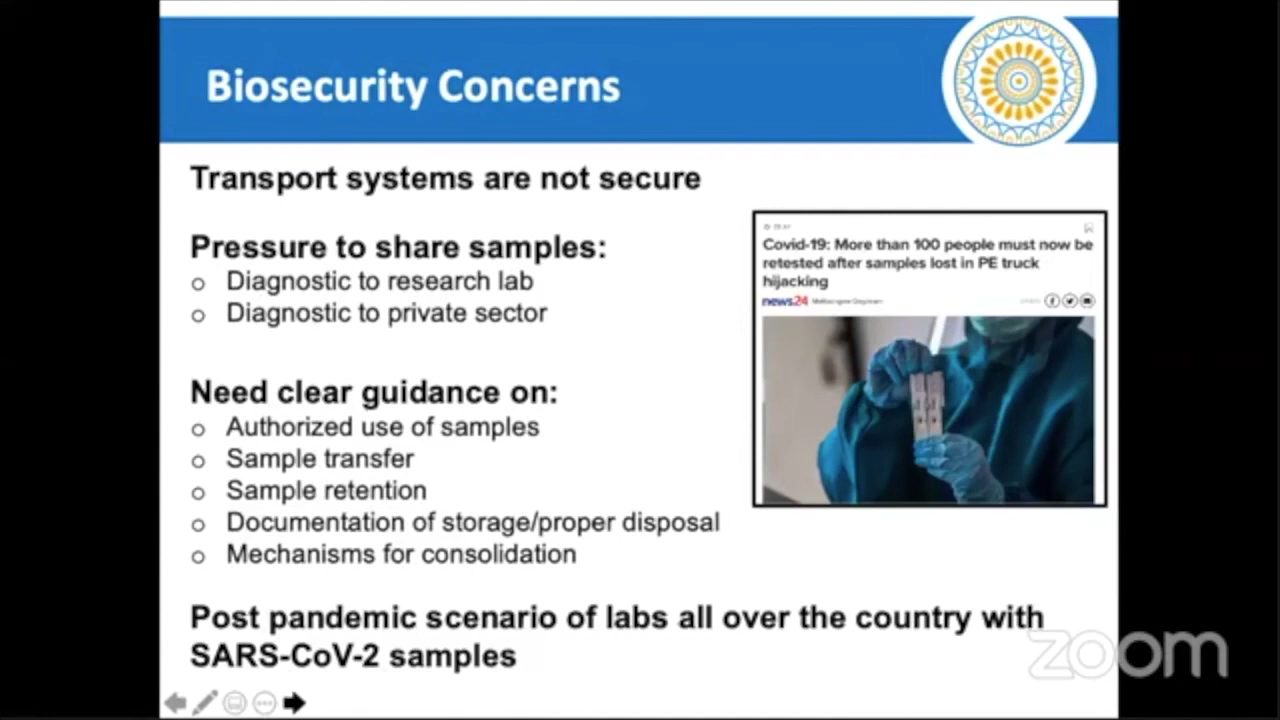 Biosecurity Concerns
Transport systems are not secure
Pressure to share samples:
Diagnostic to research lab
Diagnostic to private sector
Need clear guidance on:
Authorized use of samples
Sample transfer
Sample retention
Documentation of storage/proper disposal
Mechanisms for consolidation
Post pandemic scenario of labs all over the country with
SARS-CoV-2 samples
Covid-19: More than 100 people must now be
retested after samples lost in PE truck
hijacking
news24
zoom